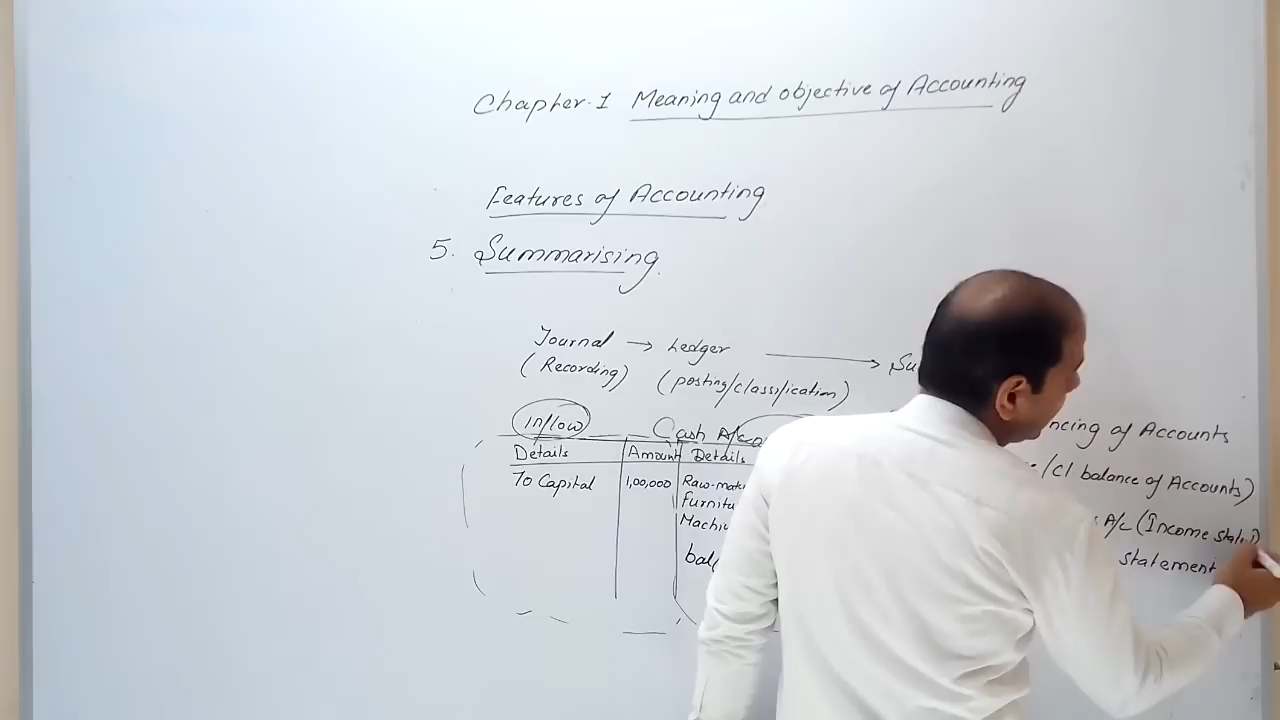 Chapter.1 Meaning and objective of Accounting
Features of Accounting
5. Summarising
Journal → Ledger →
(Recording) (posting/classification)
ncing of Accounts
/Cl balance of Accounts)
A/c (Income
statement
inflow Cash A/c
Details Amount Details
To Capital 1,00,000 Raw-mate
Furnitu
Machi
bal